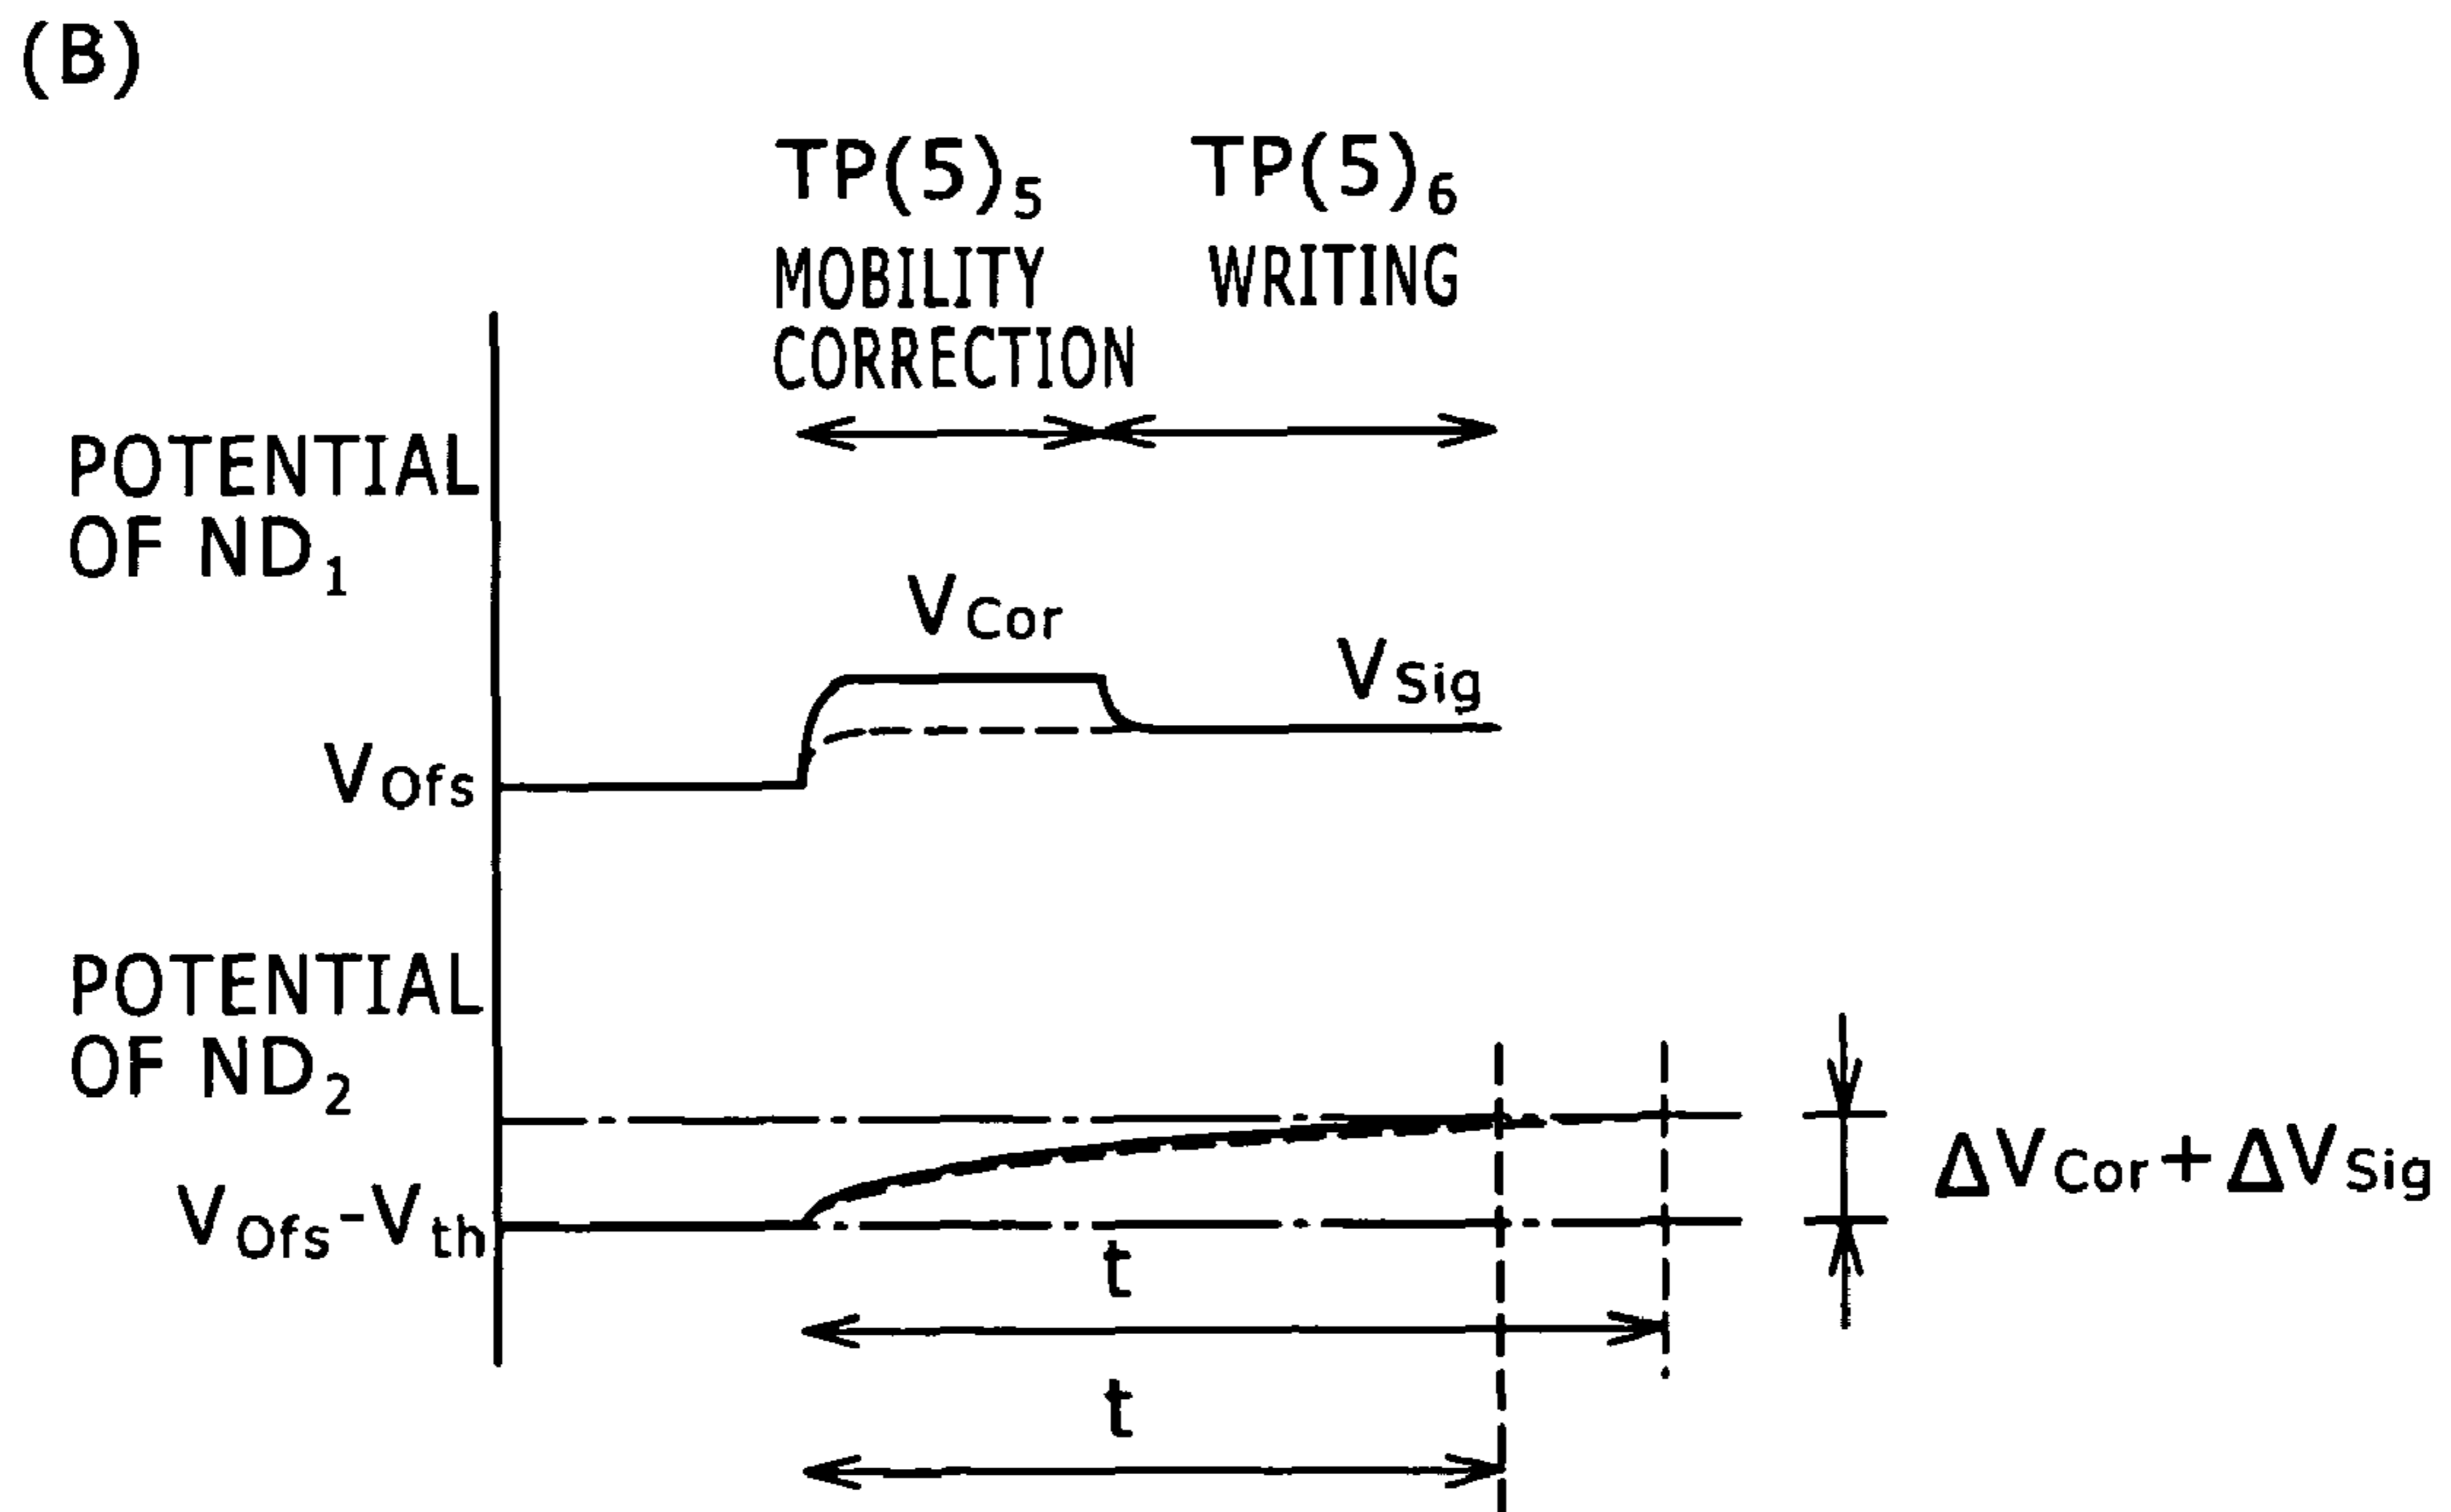 (B)
TP(5)₅ TP(5)₆
MOBILITY WRITING
CORRECTION
POTENTIAL
OF ND₁
VCor
VSig
VOfs
POTENTIAL
OF ND₂
ΔVCor+ΔVSig
VOfs-Vth
t
t